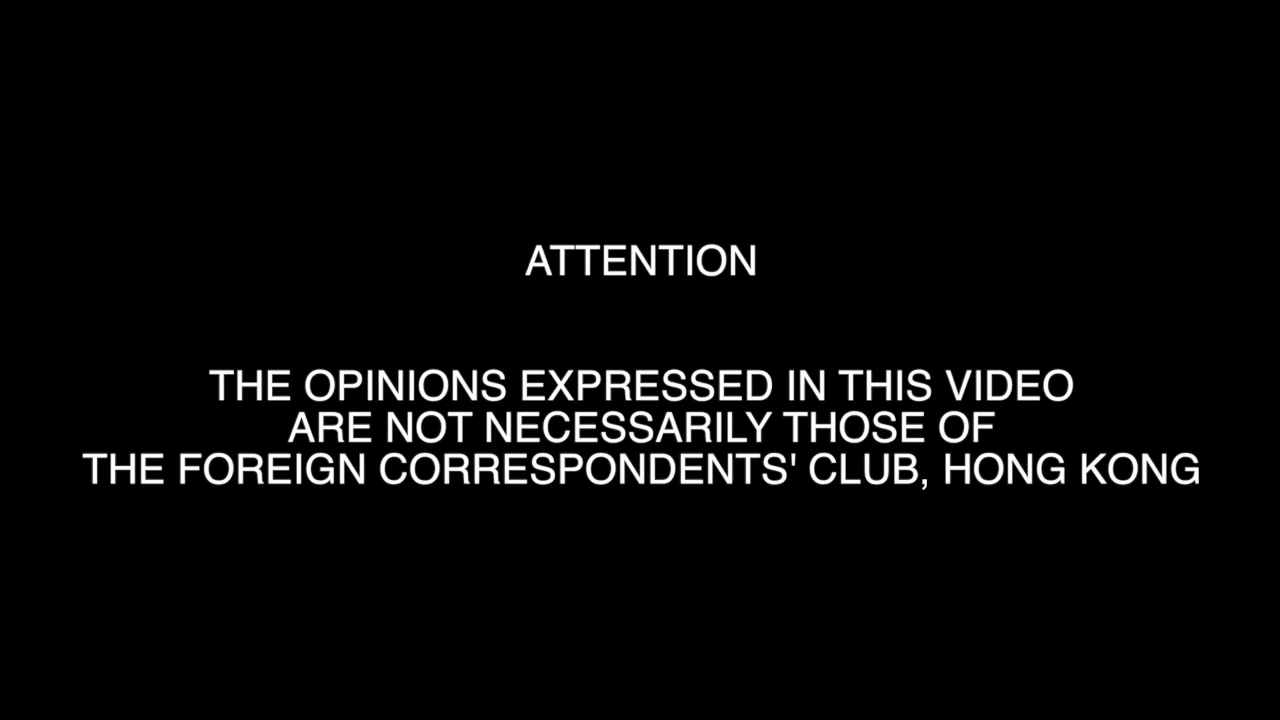 ATTENTION
THE OPINIONS EXPRESSED IN THIS VIDEO
ARE NOT NECESSARILY THOSE OF
THE FOREIGN CORRESPONDENTS' CLUB, HONG KONG